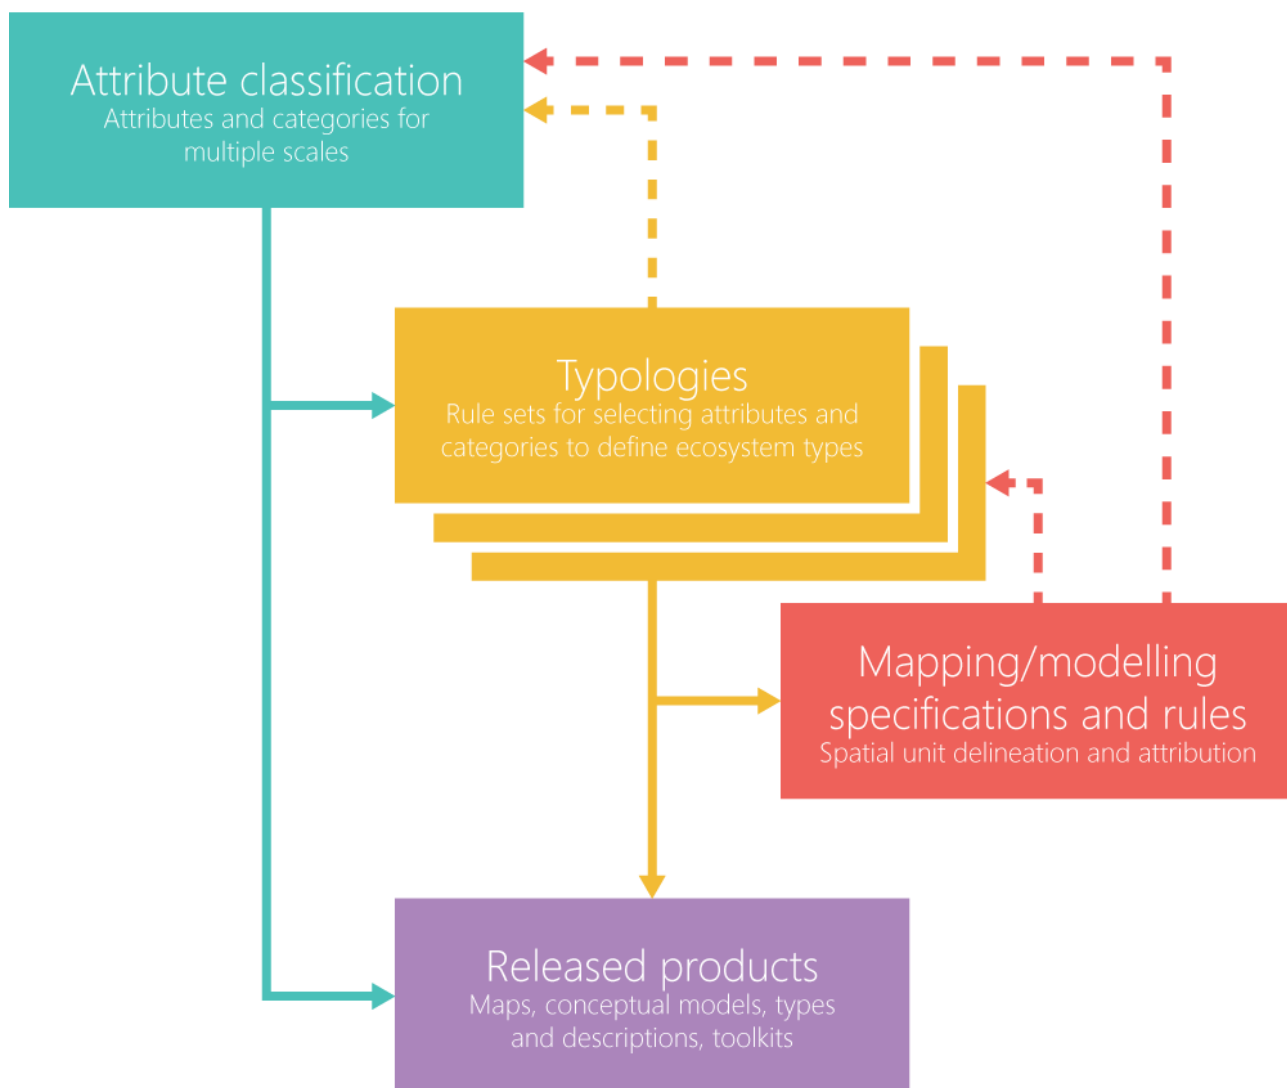 Attribute classification
Attributes and categories for
multiple scales
Typologies
Rule sets for selecting attributes and
categories to define ecosystem types
Mapping/modelling
specifications and rules
Spatial unit delineation and attribution
Released products
Maps, conceptual models, types
and descriptions, toolkits